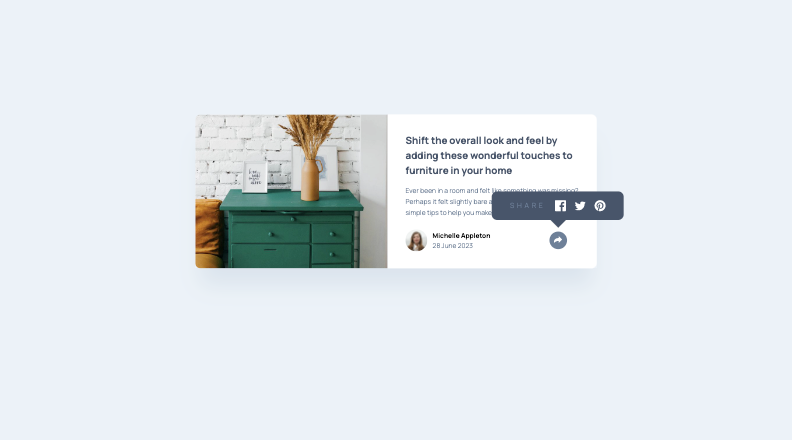 Shift the overall look and feel by
adding these wonderful touches to
furniture in your home
Ever been in a room and felt like something was missing?
Perhaps it felt slightly bare
simple tips to help you make
SHARE
Michelle Appleton
28 June 2023